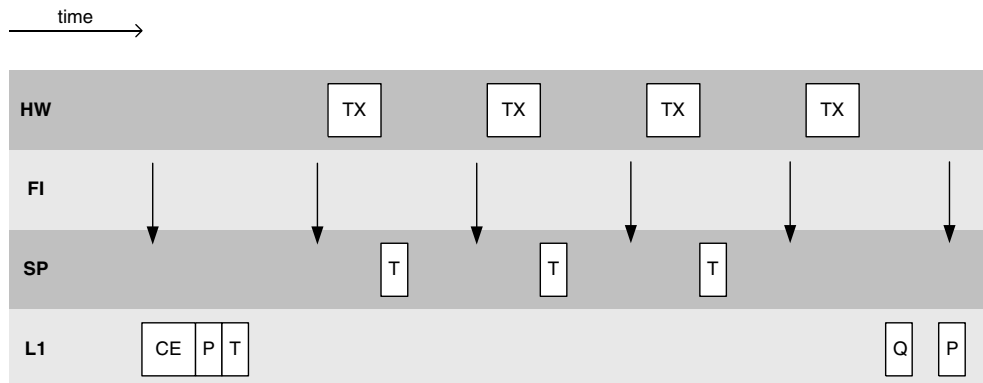 time
HW TX TX TX TX
FI
SP T T T
L1 CE P T Q P